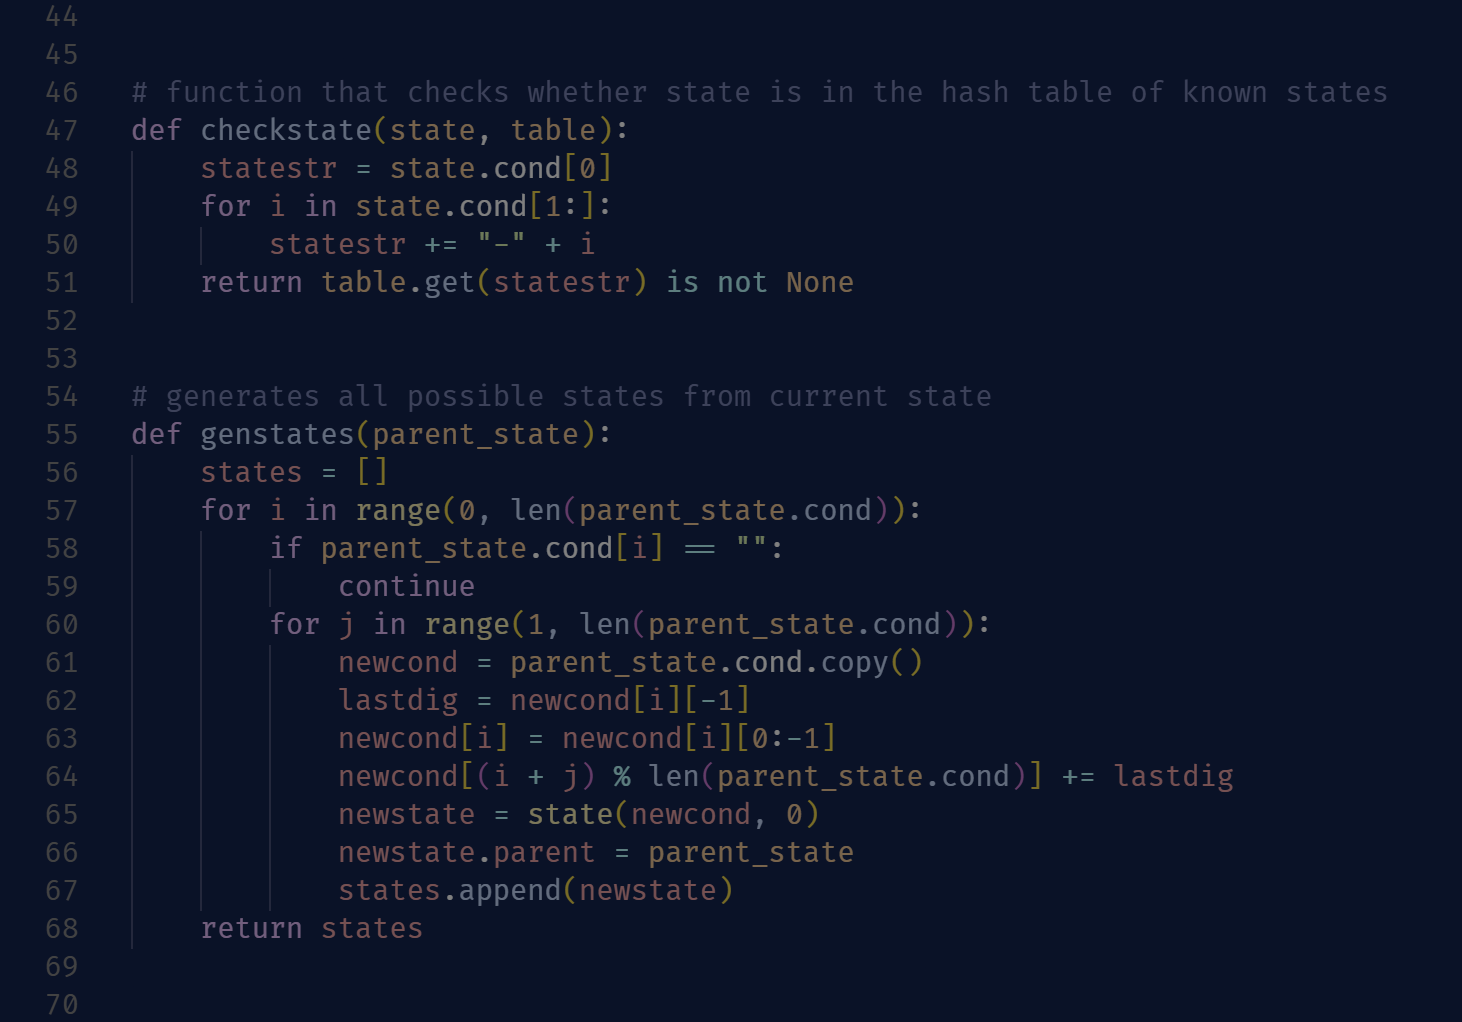 44
45
46 # function that checks whether state is in the hash table of known states
47 def checkstate(state, table):
48     statestr = state.cond[0]
49     for i in state.cond[1:]:
50         statestr += "-" + i
51     return table.get(statestr) is not None
52
53
54 # generates all possible states from current state
55 def genstates(parent_state):
56     states = []
57     for i in range(0, len(parent_state.cond)):
58         if parent_state.cond[i] == "":
59             continue
60         for j in range(1, len(parent_state.cond)):
61             newcond = parent_state.cond.copy()
62             lastdig = newcond[i][-1]
63             newcond[i] = newcond[i][0:-1]
64             newcond[(i + j) % len(parent_state.cond)] += lastdig
65             newstate = state(newcond, 0)
66             newstate.parent = parent_state
67             states.append(newstate)
68     return states
69
70